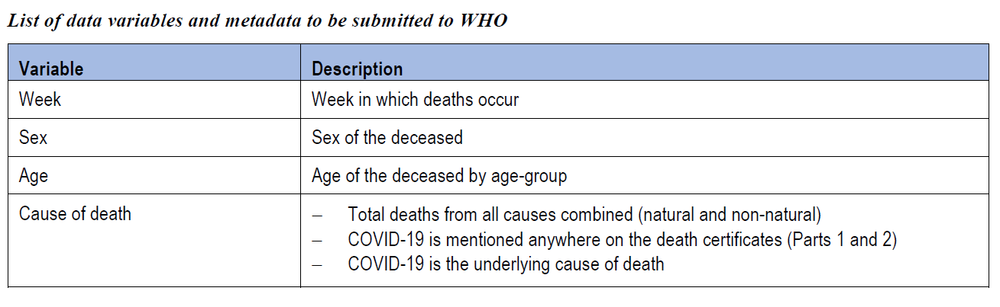 List of data variables and metadata to be submitted to WHO
Variable Description
Week Week in which deaths occur
Sex Sex of the deceased
Age Age of the deceased by age-group
Cause of death – Total deaths from all causes combined (natural and non-natural)
– COVID-19 is mentioned anywhere on the death certificates (Parts 1 and 2)
– COVID-19 is the underlying cause of death